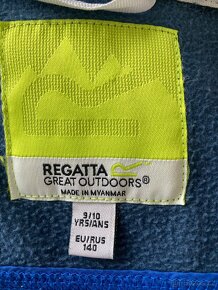 REGATTA
GREAT OUTDOORS®
MADE IN MYANMAR
9/10
YRS/ANS
EU/RUS
140